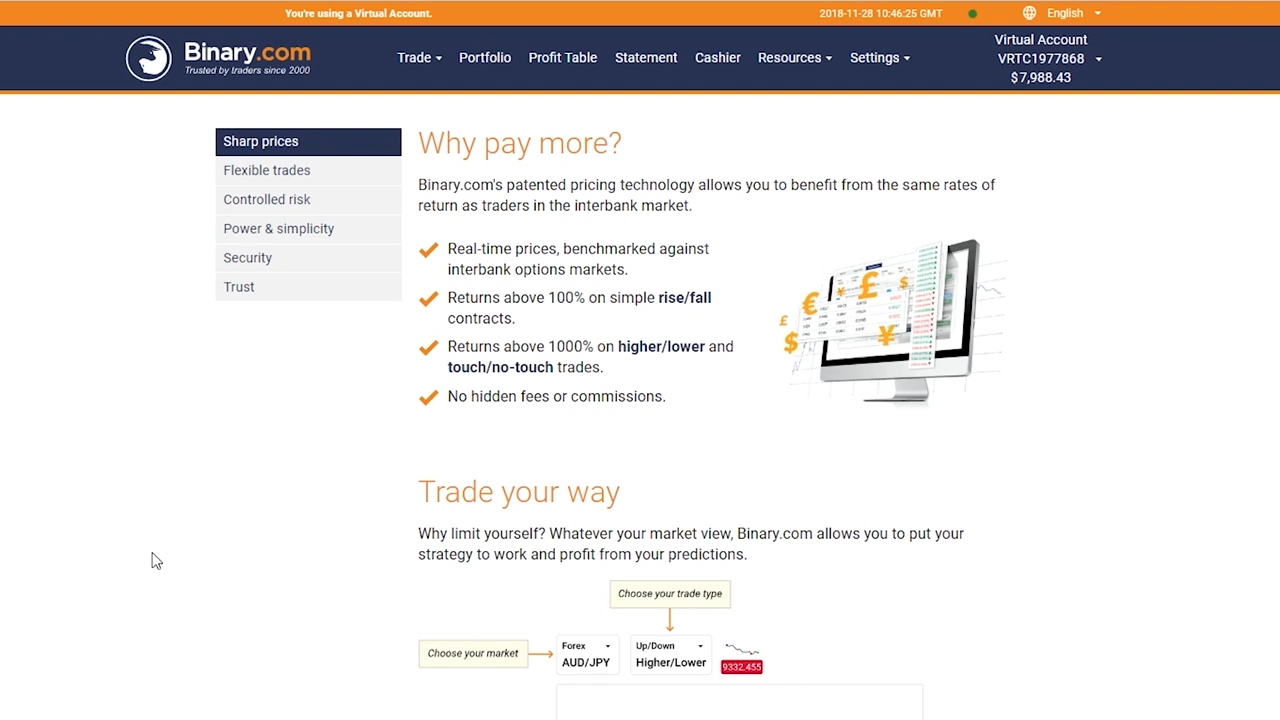 You're using a Virtual Account.
2018-11-28 10:46:25 GMT
English
Binary.com
Trusted by traders since 2000
Trade
Portfolio
Profit Table
Statement
Cashier
Resources
Settings
Virtual Account
VRTC1977868
$7,988.43
Sharp prices
Flexible trades
Controlled risk
Power & simplicity
Security
Trust
Why pay more?
Binary.com's patented pricing technology allows you to benefit from the same rates of
return as traders in the interbank market.
Real-time prices, benchmarked against
interbank options markets.
Returns above 100% on simple rise/fall
contracts.
Returns above 1000% on higher/lower and
touch/no-touch trades.
No hidden fees or commissions.
Trade your way
Why limit yourself? Whatever your market view, Binary.com allows you to put your
strategy to work and profit from your predictions.
Choose your trade type
Choose your market
Forex
AUD/JPY
Up/Down
Higher/Lower
9332.455